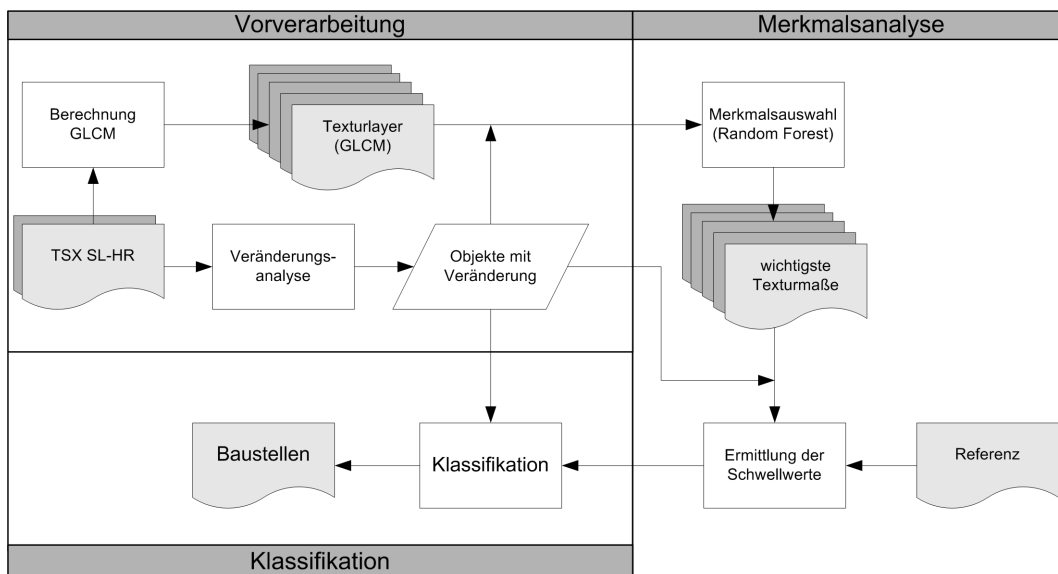 Vorverarbeitung
Merkmalsanalyse
Berechnung
GLCM
Texturlayer
(GLCM)
Merkmalsauswahl
(Random Forest)
TSX SL-HR
Veränderungs-
analyse
Objekte mit
Veränderung
wichtigste
Texturmaße
Baustellen
Klassifikation
Ermittlung der
Schwellwerte
Referenz
Klassifikation